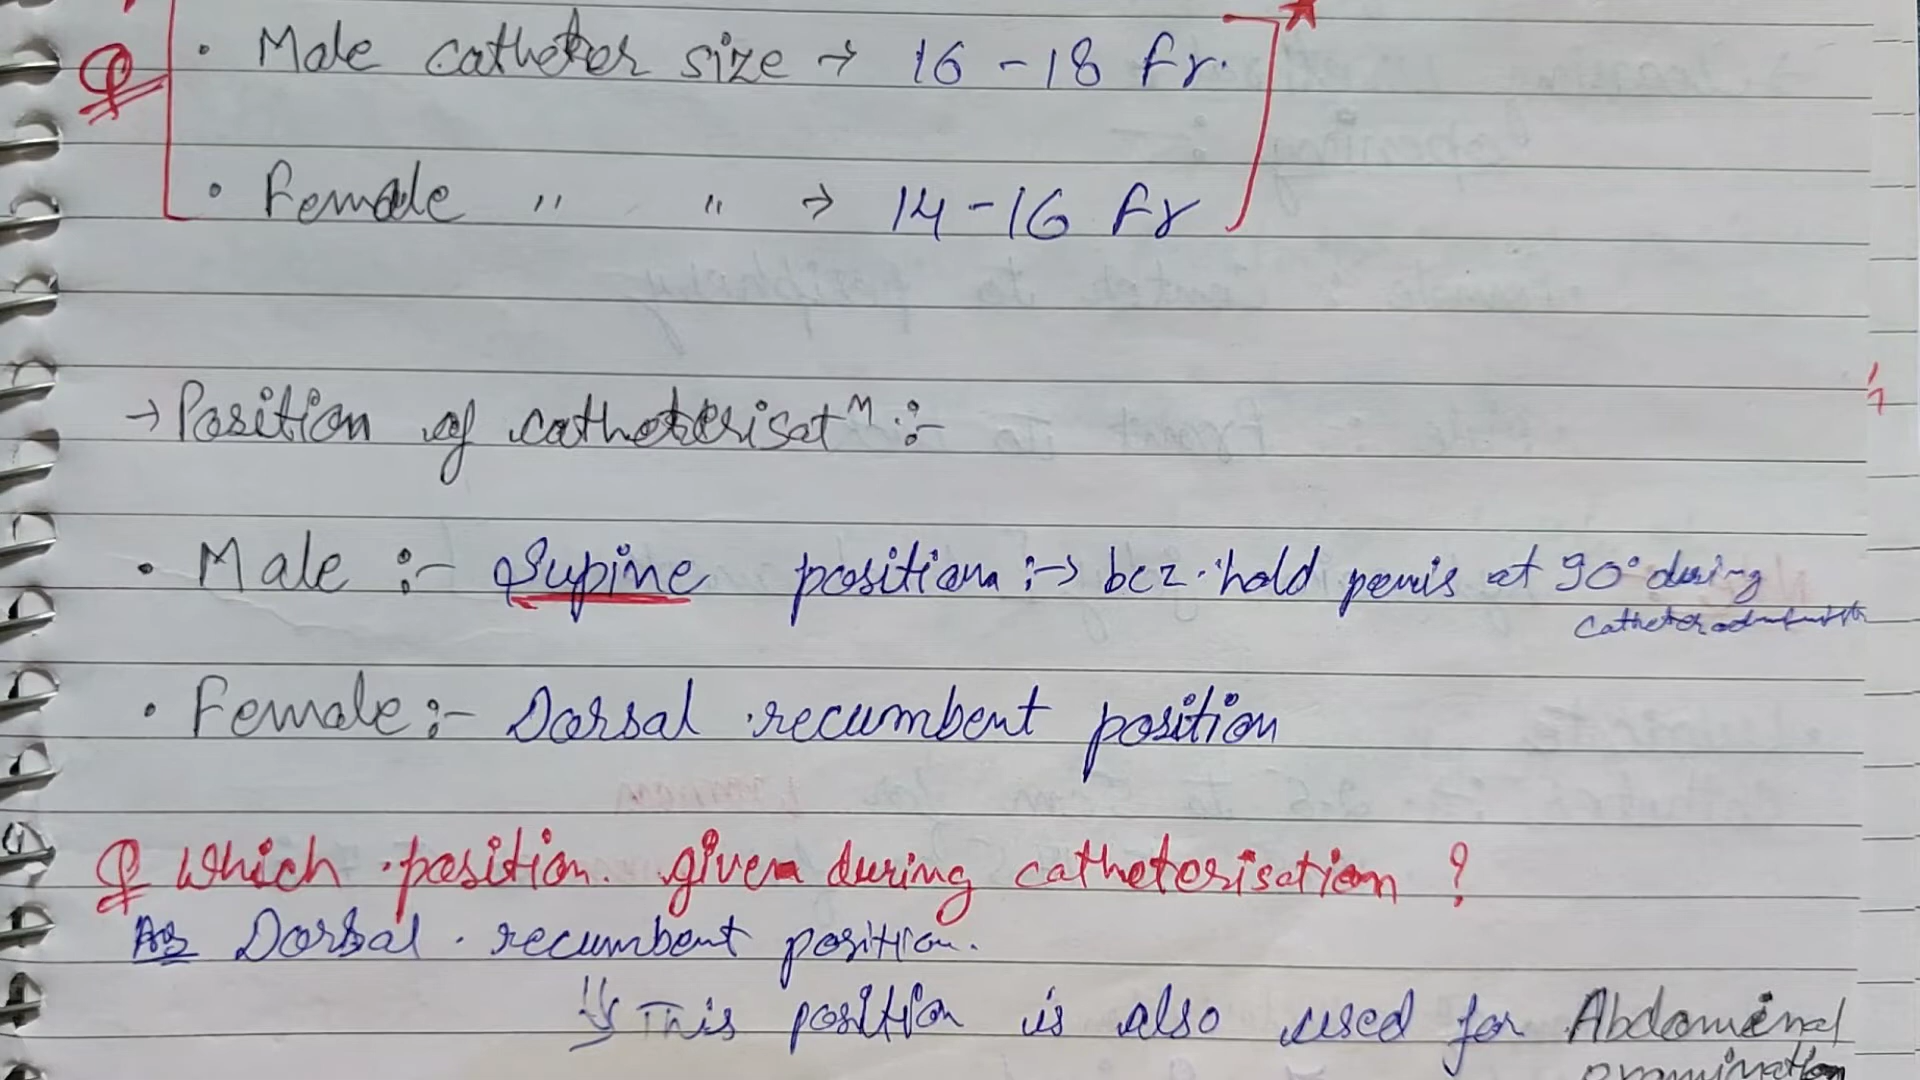 Q • Male catheter size → 16 - 18 Fr.
• Female " " → 14 - 16 Fr
→ Position of catheterisatⁿ :-
• Male :- Supine position :→ bcz. hold penis at 90° during
catheter
• Female :- Dorsal recumbent position
Q Which position. given during catheterisation ?
Ans Dorsal. recumbent position.
This position is also used for Abdominal
examination